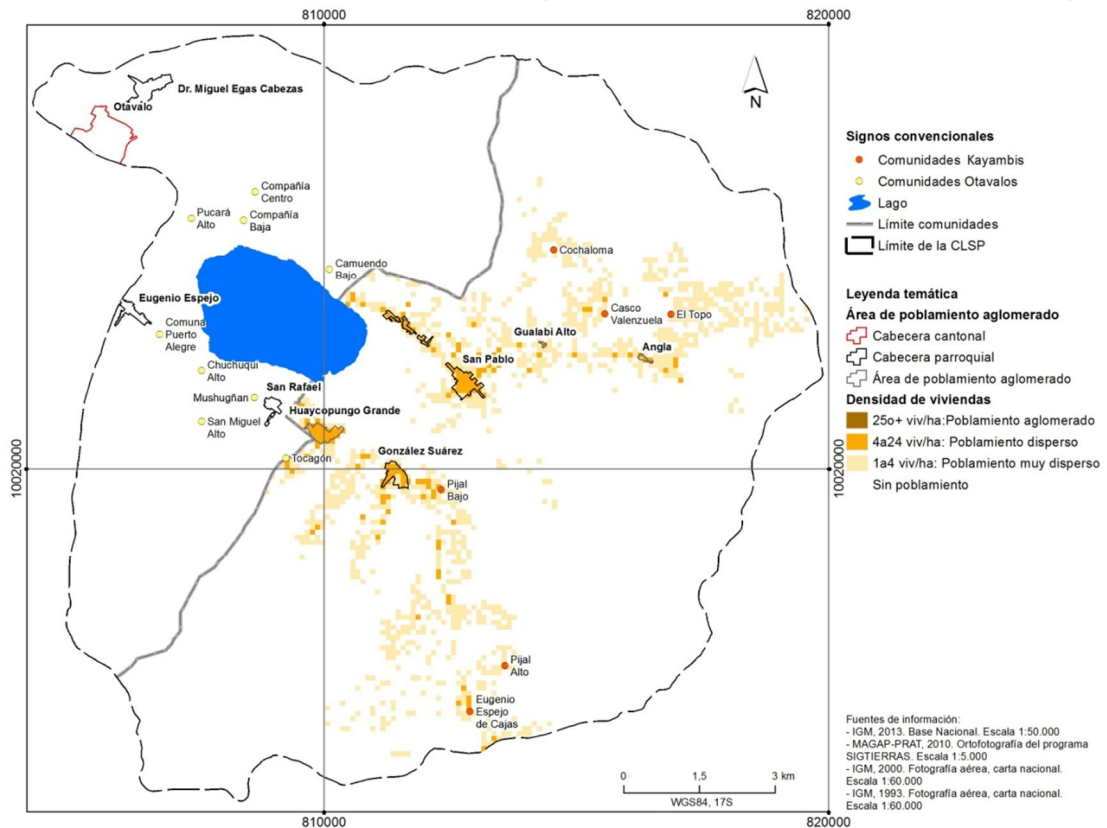 810000
820000
Dr. Miguel Egas Cabezas
Otavalo
N
Compañía
Centro
Pucará
Alto
Compañía
Baja
Cochaloma
Camuendo
Bajo
Eugenio Espejo
Comuna
Puerto
Alegre
Casco
Valenzuela
El Topo
Gualabi Alto
Angla
San Pablo
Chuchuqui
Alto
San Rafael
Mushugñan
Huaycopungo Grande
San Miguel
Alto
González Suárez
Tocagón
Pijal
Bajo
10020000
10020000
Pijal
Alto
Eugenio
Espejo
de Cajas
0 1,5 3 km
WGS84, 17S
810000
820000
Signos convencionales
Comunidades Kayambis
Comunidades Otavalos
Lago
Límite comunidades
Límite de la CLSP
Leyenda temática
Área de poblamiento aglomerado
Cabecera cantonal
Cabecera parroquial
Área de poblamiento aglomerado
Densidad de viviendas
25o+ viv/ha:Poblamiento aglomerado
4a24 viv/ha: Poblamiento disperso
1a4 viv/ha: Poblamiento muy disperso
Sin poblamiento
Fuentes de información:
- IGM, 2013. Base Nacional. Escala 1:50.000
- MAGAP-PRAT, 2010. Ortofotografía del programa
SIGTIERRAS. Escala 1:5.000
- IGM, 2000. Fotografía aérea, carta nacional.
Escala 1:60.000
- IGM, 1993. Fotografía aérea, carta nacional.
Escala 1:60.000